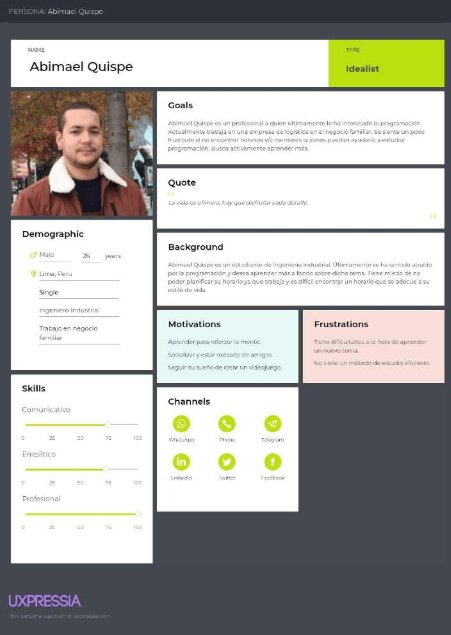 PERSONA: Abimael Quispe
NAME
Abimael Quispe
TYPE
Idealist
Goals
Abimael Quispe es un profesional a quien últimamente le ha interesado la programación.
Actualmente trabaja en una empresa de logística en el negocio familiar. Se siente un poco
frustrado al no encontrar horarios y/o mentores quienes puedan ayudarlo a estudiar
programación. Busca activamente aprender más.
Quote
La vida es efímera, hay que disfrutar cada detalle.
Demographic
Male
26 years
Lima, Peru
Single
Ingeniero Industrial
Trabajo en negocio
familiar
Background
Abimael Quispe es un estudiante de Ingeniería Industrial. Últimamente se ha sentido atraído
por la programación y desea aprender más a fondo sobre dicho tema. Tiene miedo de no
poder planificar su horario ya que trabaja y es difícil encontrar un horario que se adecue a su
estilo de vida.
Motivations
Aprender para reforzar la mente.
Socializar y estar rodeado de amigos.
Seguir su sueño de crear un videojuego.
Frustrations
Tiene dificultades a la hora de aprender
un nuevo tema.
No tiene un método de estudio eficiente.
Skills
Comunicativo
0 25 50 75 100
Empático
0 25 50 75 100
Profesional
0 25 50 75 100
Channels
WhatsApp Phone Telegram
LinkedIn Twitter Facebook
UXPRESSIA
This persona was built in uxpressia.com